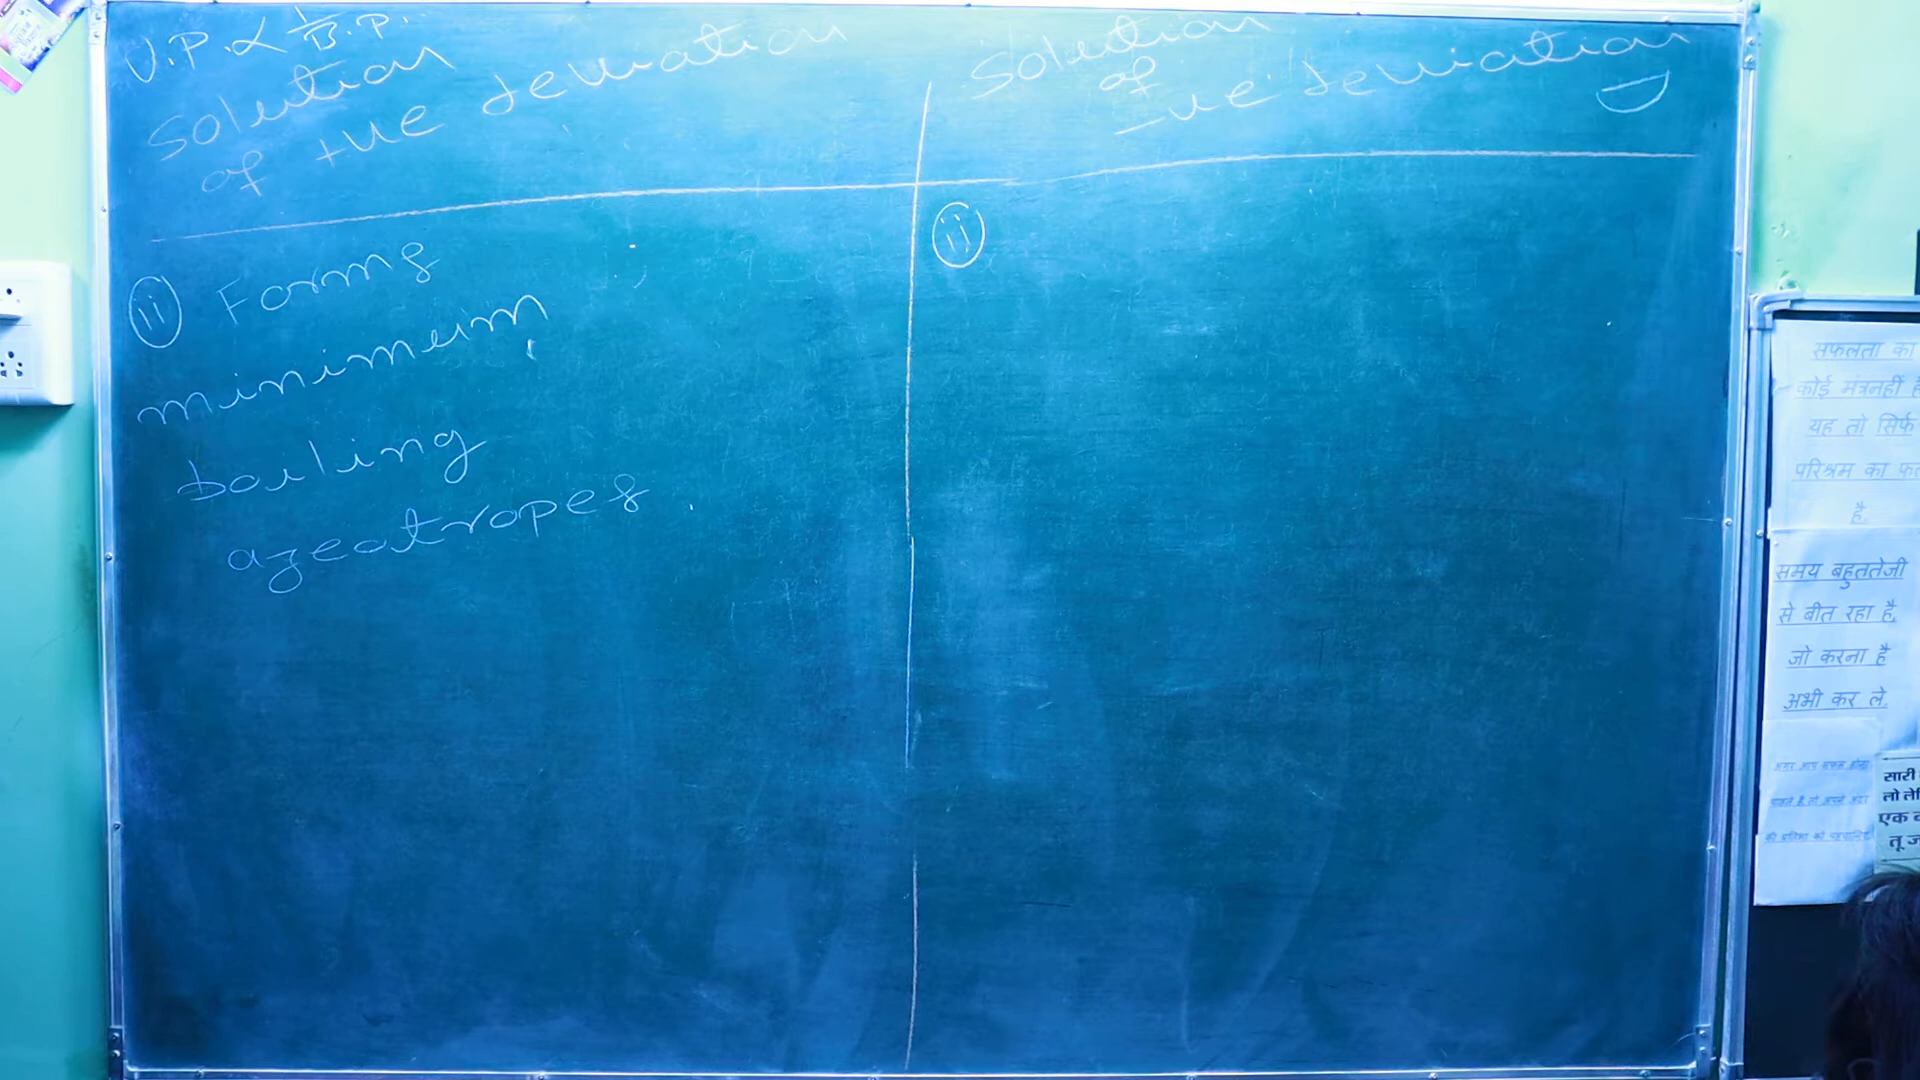 V.P. ∝ 1/B.P.
Solution
of +ve deviation
Solution
of
-ve deviation
(ii) Forms
minimum
boiling
azeotropes.
(ii)
सफलता का
कोई मंत्र नहीं है
यह तो सिर्फ
परिश्रम का फल
है.
समय बहुत तेजी
से बीत रहा है,
जो करना है
अभी कर ले.
सारी
एक
तू